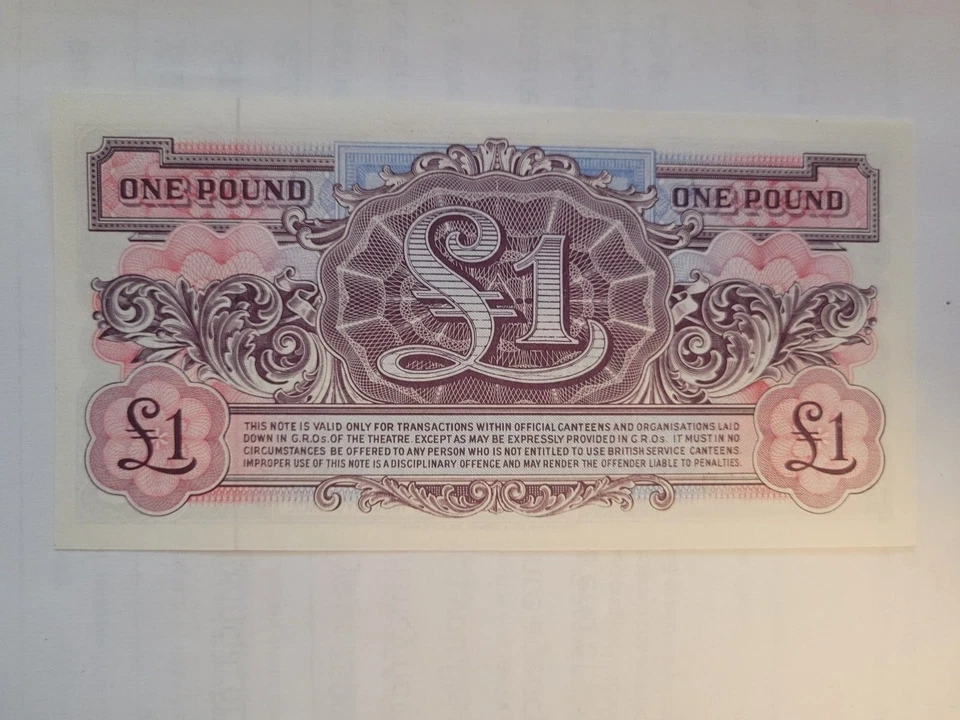 ONE POUND
ONE POUND
£1
THIS NOTE IS VALID ONLY FOR TRANSACTIONS WITHIN OFFICIAL CANTEENS AND ORGANISATIONS LAID
DOWN IN G.R.Os. OF THE THEATRE. EXCEPT AS MAY BE EXPRESSLY PROVIDED IN G.R.Os. IT MUST IN NO
CIRCUMSTANCES BE OFFERED TO ANY PERSON WHO IS NOT ENTITLED TO USE BRITISH SERVICE CANTEENS.
IMPROPER USE OF THIS NOTE IS A DISCIPLINARY OFFENCE AND MAY RENDER THE OFFENDER LIABLE TO PENALTIES.
£1
£1